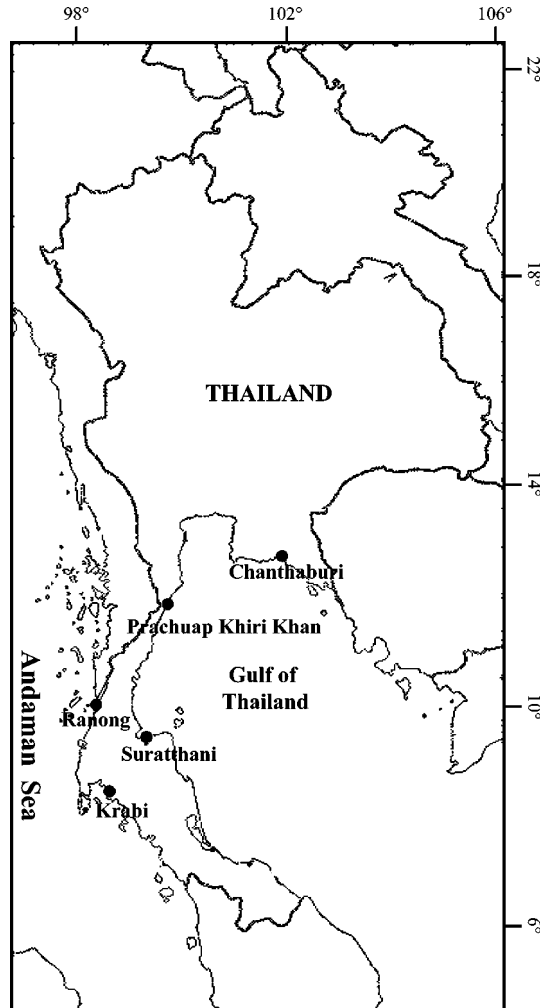 98°
102°
106°
22°
18°
THAILAND
14°
Chanthaburi
Prachuap Khiri Khan
Gulf of
Thailand
Andaman Sea
Ranong
10°
Suratthani
Krabi
6°